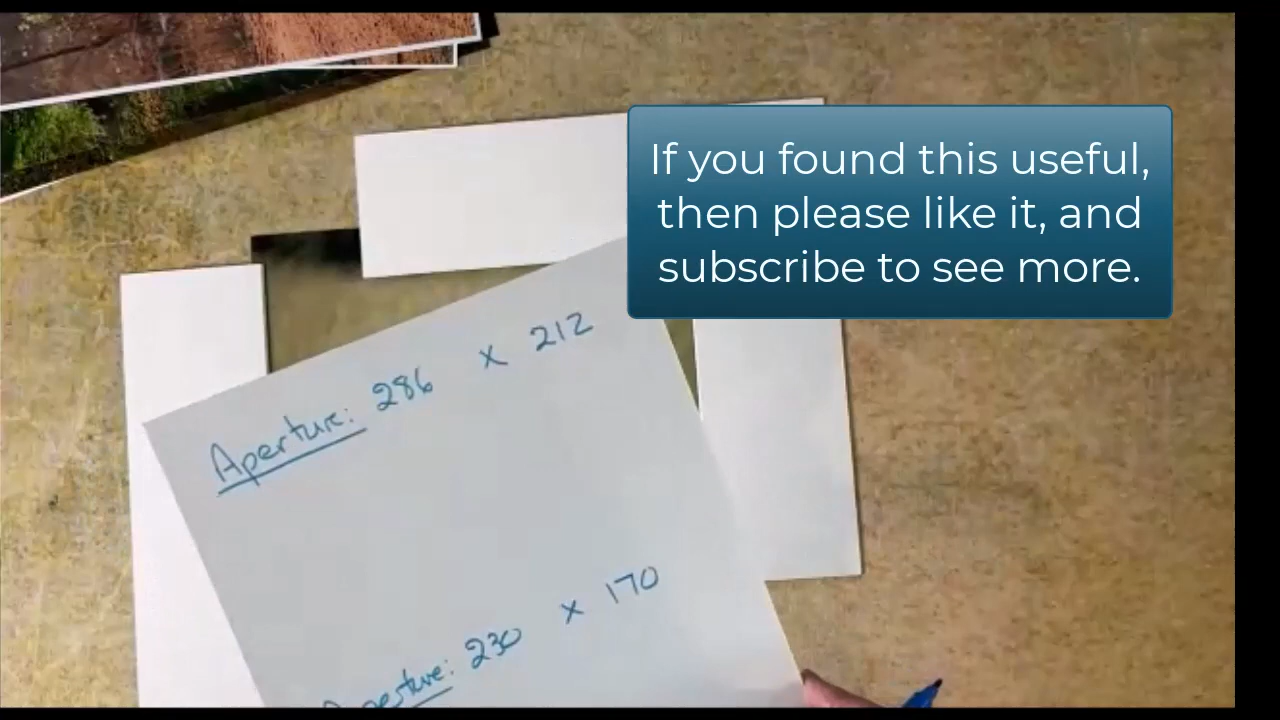 If you found this useful,
then please like it, and
subscribe to see more.
Aperture: 286 x 212
Aperture: 230 x 170